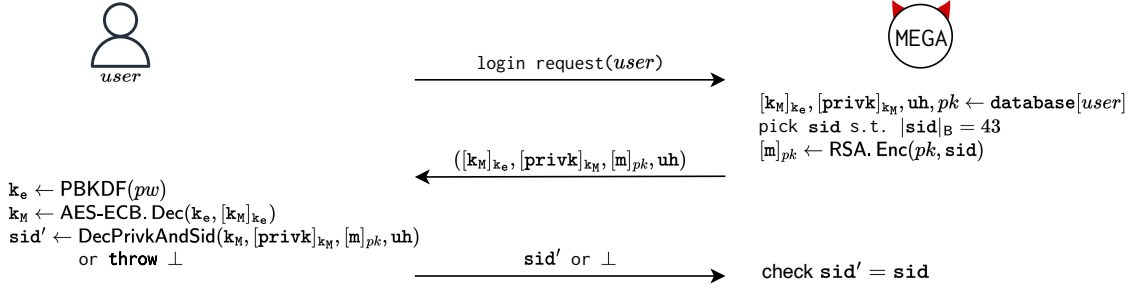 user
MEGA
login request(user)
[k_M]_{k_e}, [privk]_{k_M}, uh, pk ← database[user]
pick sid s.t. |sid|_B = 43
[m]_{pk} ← RSA.Enc(pk, sid)
([k_M]_{k_e}, [privk]_{k_M}, [m]_{pk}, uh)
k_e ← PBKDF(pw)
k_M ← AES-ECB.Dec(k_e, [k_M]_{k_e})
sid′ ← DecPrivkAndSid(k_M, [privk]_{k_M}, [m]_{pk}, uh)
or throw ⊥
sid′ or ⊥
check sid′ = sid